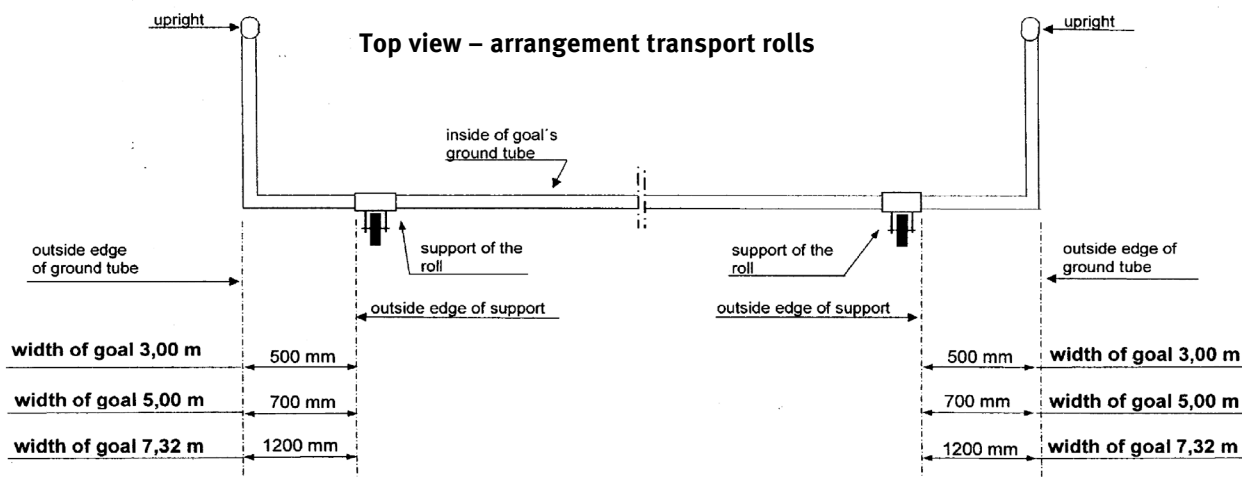 upright
upright
Top view – arrangement transport rolls
inside of goal´s
ground tube
outside edge
of ground tube
support of the
roll
support of the
roll
outside edge of
ground tube
outside edge of support
outside edge of support
width of goal 3,00 m
500 mm
500 mm
width of goal 3,00 m
width of goal 5,00 m
700 mm
700 mm
width of goal 5,00 m
width of goal 7,32 m
1200 mm
1200 mm
width of goal 7,32 m